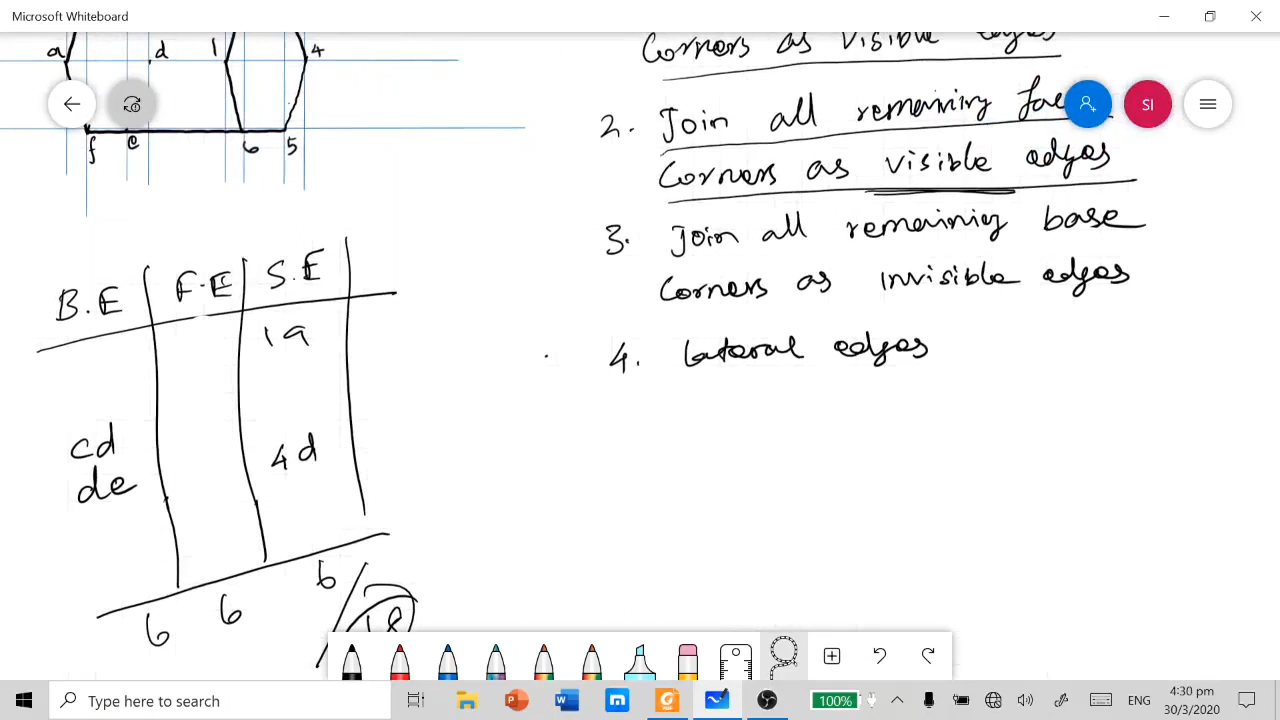 Microsoft Whiteboard
a d 1 4
f e 6 5
Corners as visible edges
2. Join all remaining
Corners as visible edges
3. Join all remaining base
Corners as invisible edges
4. lateral edges
SI
B.E F.E S.E
1a
cd 4d
de
6 6 6 / 18
Type here to search
100%
ENG
4:30 pm
30/3/2020